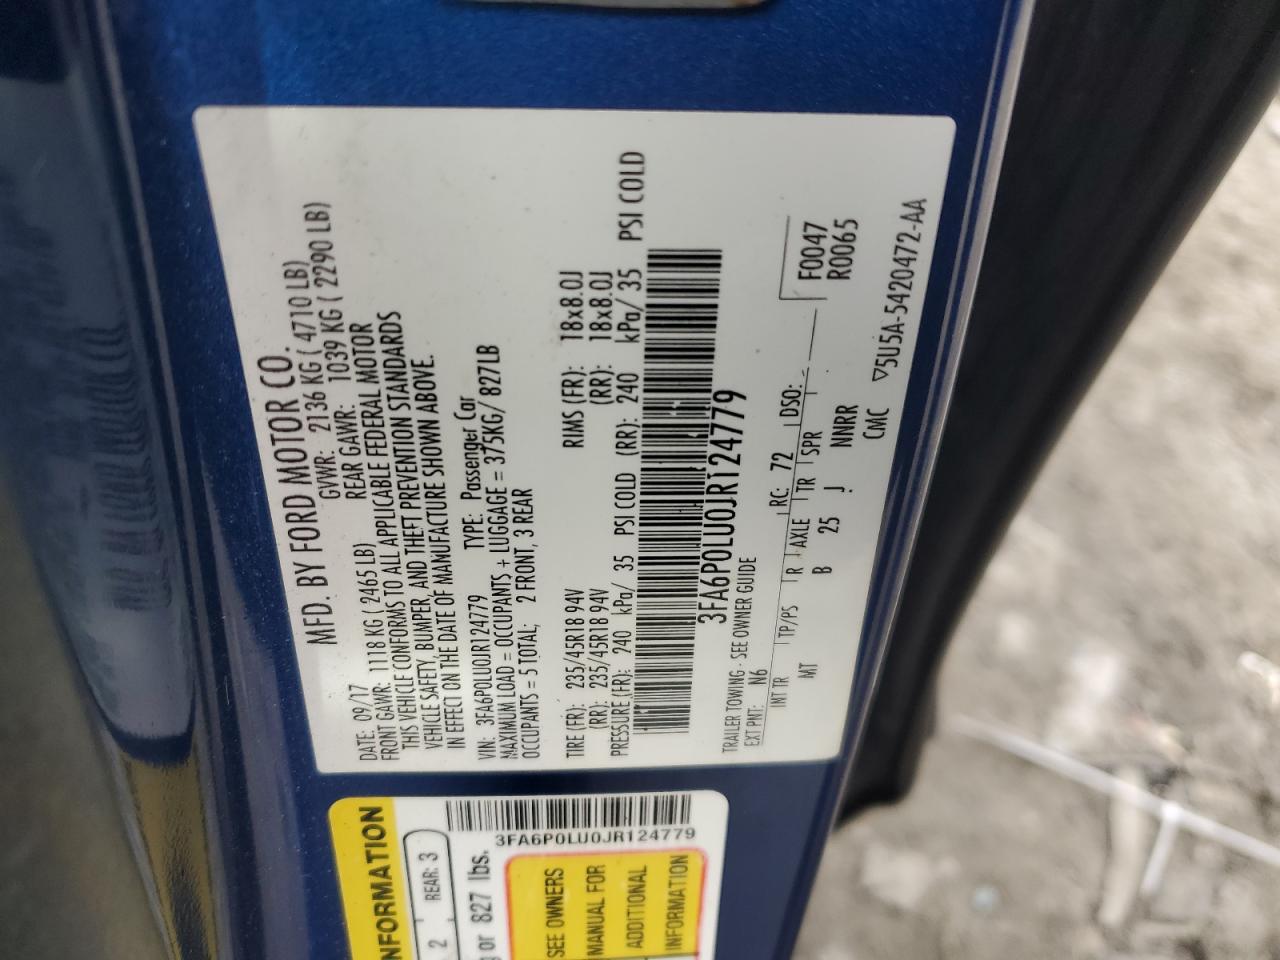 MFD. BY FORD MOTOR CO.
DATE: 09/17 GVWR: 2136 KG ( 4710 LB)
FRONT GAWR: 1118 KG ( 2465 LB) REAR GAWR: 1039 KG ( 2290 LB)
THIS VEHICLE CONFORMS TO ALL APPLICABLE FEDERAL MOTOR
VEHICLE SAFETY, BUMPER, AND THEFT PREVENTION STANDARDS
IN EFFECT ON THE DATE OF MANUFACTURE SHOWN ABOVE.
VIN: 3FA6P0LU0JR124779 TYPE: Passenger Car
MAXIMUM LOAD = OCCUPANTS + LUGGAGE = 375KG/ 827LB
OCCUPANTS = 5 TOTAL; 2 FRONT, 3 REAR
TIRE (FR): 235/45R18 94V RIMS (FR): 18x8.0J
(RR): 235/45R18 94V (RR): 18x8.0J
PRESSURE (FR): 240 kPa/ 35 PSI COLD (RR): 240 kPa/ 35 PSI COLD
3FA6P0LU0JR124779
TRAILER TOWING - SEE OWNER GUIDE
EXT PNT: N6 RC: 72 DSO:
F0047
R0065
INT TR TP/PS R AXLE TR SPR
MT B 25 J NNRR
CMC
▽5U5A-5420472-AA
NFORMATION
2 REAR: 3
or 827 lbs.
3FA6P0LU0JR124779
SEE OWNERS
MANUAL FOR
ADDITIONAL
INFORMATION